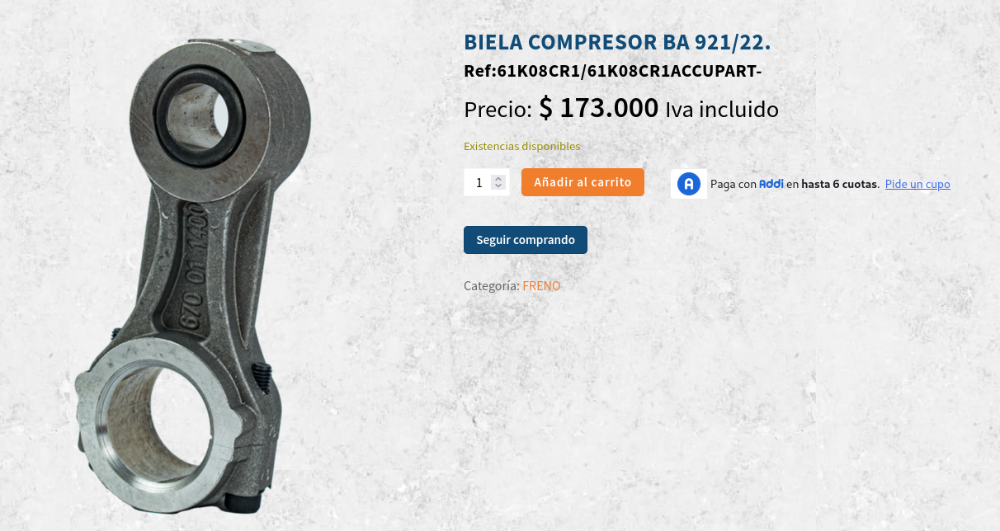 BIELA COMPRESOR BA 921/22.
Ref:61K08CR1/61K08CR1ACCUPART-
Precio: $ 173.000 Iva incluido
Existencias disponibles
1 Añadir al carrito A Paga con Addi en hasta 6 cuotas. Pide un cupo
Seguir comprando
Categoría: FRENO
670 01 1400